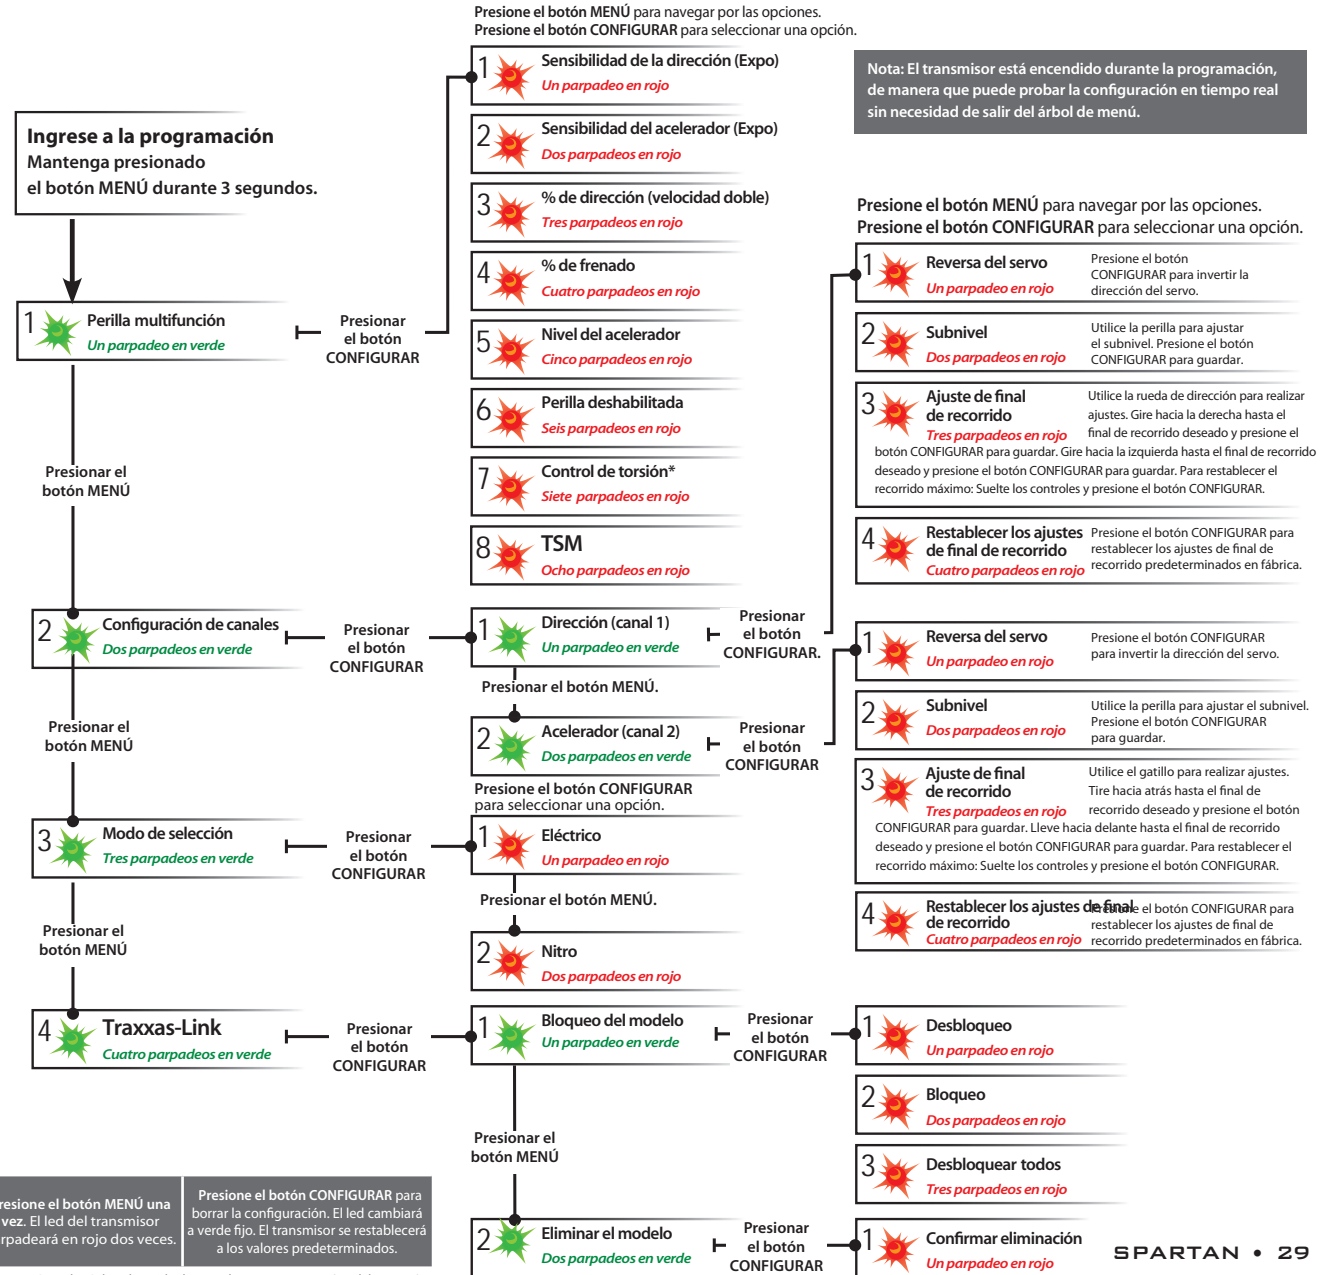 Presione el botón MENÚ para navegar por las opciones.
Presione el botón CONFIGURAR para seleccionar una opción.
Nota: El transmisor está encendido durante la programación,
de manera que puede probar la configuración en tiempo real
sin necesidad de salir del árbol de menú.
Ingrese a la programación
Mantenga presionado
el botón MENÚ durante 3 segundos.
1
Perilla multifunción
Un parpadeo en verde
Presionar
el botón
CONFIGURAR
1
Sensibilidad de la dirección (Expo)
Un parpadeo en rojo
2
Sensibilidad del acelerador (Expo)
Dos parpadeos en rojo
3
% de dirección (velocidad doble)
Tres parpadeos en rojo
4
% de frenado
Cuatro parpadeos en rojo
5
Nivel del acelerador
Cinco parpadeos en rojo
6
Perilla deshabilitada
Seis parpadeos en rojo
7
Control de torsión*
Siete parpadeos en rojo
8
TSM
Ocho parpadeos en rojo
Presionar el
botón MENÚ
2
Configuración de canales
Dos parpadeos en verde
Presionar
el botón
CONFIGURAR
1
Dirección (canal 1)
Un parpadeo en verde
Presionar
el botón
CONFIGURAR.
Presionar el botón MENÚ.
2
Acelerador (canal 2)
Dos parpadeos en verde
Presionar
el botón
CONFIGURAR
Presione el botón MENÚ para navegar por las opciones.
Presione el botón CONFIGURAR para seleccionar una opción.
1
Reversa del servo
Un parpadeo en rojo
Presione el botón
CONFIGURAR para invertir la
dirección del servo.
2
Subnivel
Dos parpadeos en rojo
Utilice la perilla para ajustar
el subnivel. Presione el botón
CONFIGURAR para guardar.
3
Ajuste de final
de recorrido
Tres parpadeos en rojo
Utilice la rueda de dirección para realizar
ajustes. Gire hacia la derecha hasta el
final de recorrido deseado y presione el
botón CONFIGURAR para guardar. Gire hacia la izquierda hasta el final de recorrido
deseado y presione el botón CONFIGURAR para guardar. Para restablecer el
recorrido máximo: Suelte los controles y presione el botón CONFIGURAR.
4
Restablecer los ajustes
de final de recorrido
Cuatro parpadeos en rojo
Presione el botón CONFIGURAR para
restablecer los ajustes de final de
recorrido predeterminados en fábrica.
1
Reversa del servo
Un parpadeo en rojo
Presione el botón CONFIGURAR
para invertir la dirección del servo.
2
Subnivel
Dos parpadeos en rojo
Utilice la perilla para ajustar el subnivel.
Presione el botón CONFIGURAR
para guardar.
3
Ajuste de final
de recorrido
Tres parpadeos en rojo
Utilice el gatillo para realizar ajustes.
Tire hacia atrás hasta el final de
recorrido deseado y presione el botón
CONFIGURAR para guardar. Lleve hacia delante hasta el final de recorrido
deseado y presione el botón CONFIGURAR para guardar. Para restablecer el
recorrido máximo: Suelte los controles y presione el botón CONFIGURAR.
4
Restablecer los ajustes de final
de recorrido
Cuatro parpadeos en rojo
Presione el botón CONFIGURAR para
restablecer los ajustes de final de
recorrido predeterminados en fábrica.
Presionar el
botón MENÚ
3
Modo de selección
Tres parpadeos en verde
Presionar
el botón
CONFIGURAR
Presione el botón CONFIGURAR
para seleccionar una opción.
1
Eléctrico
Un parpadeo en rojo
Presionar el botón MENÚ.
2
Nitro
Dos parpadeos en rojo
Presionar el
botón MENÚ
4
Traxxas-Link
Cuatro parpadeos en verde
Presionar
el botón
CONFIGURAR
1
Bloqueo del modelo
Un parpadeo en verde
Presionar
el botón
CONFIGURAR
1
Desbloqueo
Un parpadeo en rojo
2
Bloqueo
Dos parpadeos en rojo
3
Desbloquear todos
Tres parpadeos en rojo
Presionar el
botón MENÚ
2
Eliminar el modelo
Dos parpadeos en verde
Presionar
el botón
CONFIGURAR
1
Confirmar eliminación
Un parpadeo en rojo
resione el botón MENÚ una
vez. El led del transmisor
rpadeará en rojo dos veces.
Presione el botón CONFIGURAR para
borrar la configuración. El led cambiará
a verde fijo. El transmisor se restablecerá
a los valores predeterminados.
SPARTAN • 29